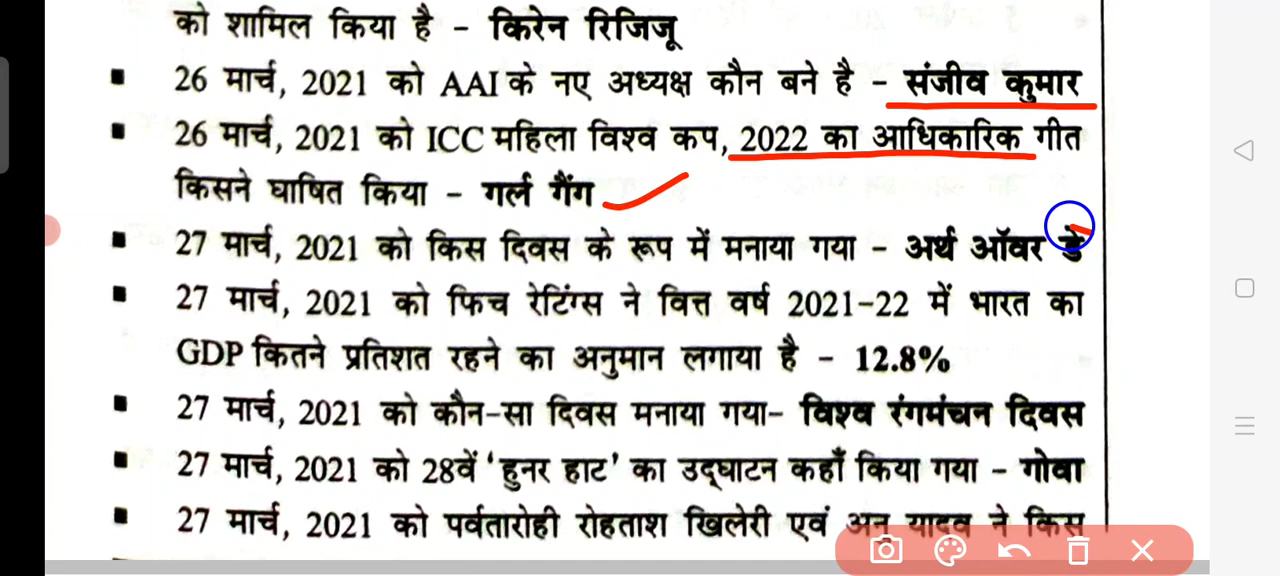 को शामिल किया है - किरेन रिजिजू
▪ 26 मार्च, 2021 को AAI के नए अध्यक्ष कौन बने है - संजीव कुमार
▪ 26 मार्च, 2021 को ICC महिला विश्व कप, 2022 का आधिकारिक गीत
किसने घाषित किया - गर्ल गैंग
▪ 27 मार्च, 2021 को किस दिवस के रूप में मनाया गया - अर्थ ऑवर डे
▪ 27 मार्च, 2021 को फिच रेटिंग्स ने वित्त वर्ष 2021-22 में भारत का
GDP कितने प्रतिशत रहने का अनुमान लगाया है - 12.8%
▪ 27 मार्च, 2021 को कौन-सा दिवस मनाया गया- विश्व रंगमंचन दिवस
▪ 27 मार्च, 2021 को 28वें 'हुनर हाट' का उद्घाटन कहाँ किया गया - गोवा
▪ 27 मार्च, 2021 को पर्वतारोही रोहताश खिलेरी एवं अनु यादव ने किस